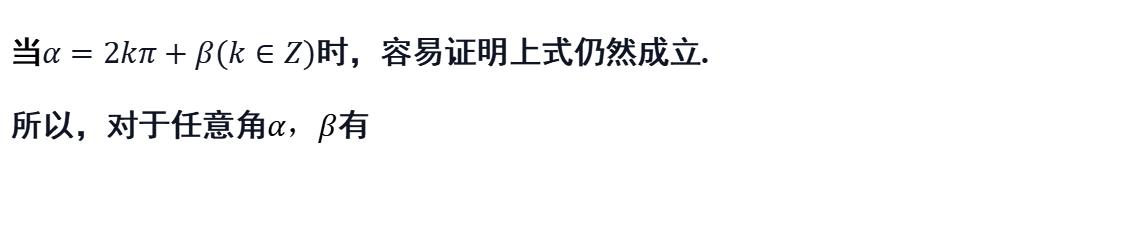 当α = 2kπ + β(k ∈ Z)时，容易证明上式仍然成立.
所以，对于任意角α，β有